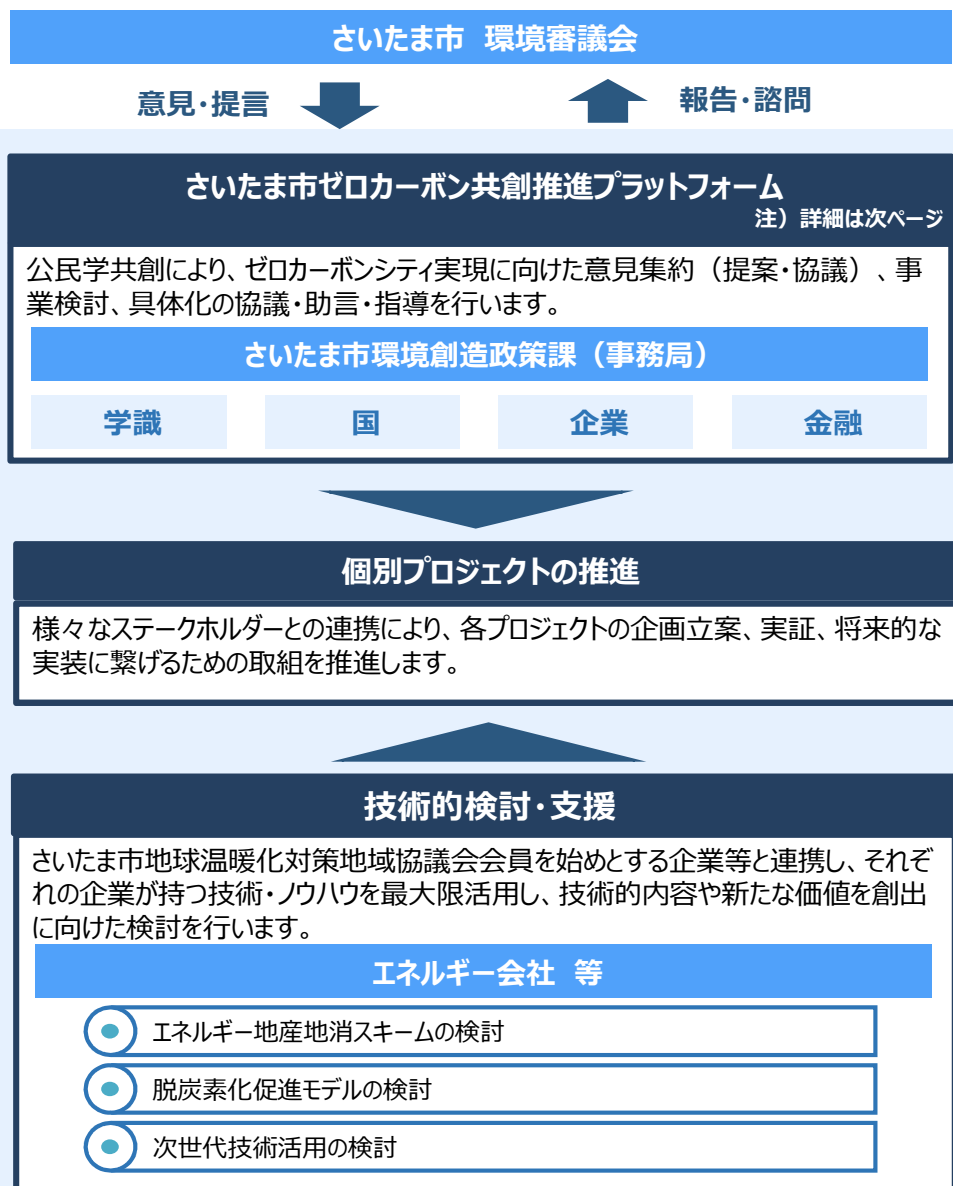 さいたま市　環境審議会
意見・提言
報告・諮問
さいたま市ゼロカーボン共創推進プラットフォーム
注）詳細は次ページ
公民学共創により、ゼロカーボンシティ実現に向けた意見集約（提案・協議）、事
業検討、具体化の協議・助言・指導を行います。
さいたま市環境創造政策課（事務局）
学識
国
企業
金融
個別プロジェクトの推進
様々なステークホルダーとの連携により、各プロジェクトの企画立案、実証、将来的な
実装に繋げるための取組を推進します。
技術的検討・支援
さいたま市地球温暖化対策地域協議会会員を始めとする企業等と連携し、それぞ
れの企業が持つ技術・ノウハウを最大限活用し、技術的内容や新たな価値を創出
に向けた検討を行います。
エネルギー会社　等
エネルギー地産地消スキームの検討
脱炭素化促進モデルの検討
次世代技術活用の検討